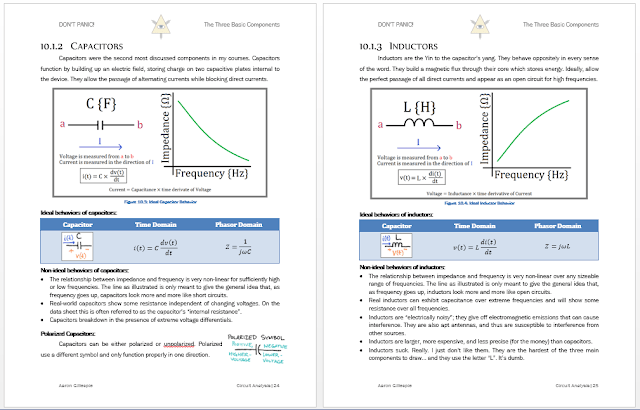 DON'T PANIC!
The Three Basic Components
10.1.2 CAPACITORS
Capacitors were the second most discussed components in my courses. Capacitors
function by building up an electric field, storing charge on two capacitive plates internal to
the device. They allow the passage of alternating currents while blocking direct currents.
C {F}
a
b
I
Voltage is measured from a to b
Current is measured in the direction of I
i(t) = C × dv(t)/dt
Impedance {Ω}
Frequency {Hz}
Current = Capacitance × time derivate of Voltage
Figure 10.3: Ideal Capacitor Behavior
Ideal behaviors of capacitors:
Capacitor Time Domain Phasor Domain
i(t) C
+ v(t) -
i(t) = C dv(t)/dt
Z = 1/jωC
Non-ideal behaviors of capacitors:
• The relationship between impedance and frequency is very non-linear for sufficiently high
or low frequencies. The line as illustrated is only meant to give the general idea that, as
frequency goes up, capacitors look more and more like short circuits.
• Real-world capacitors show some resistance independent of changing voltages. On the
data sheet this is often referred to as the capacitor's "internal resistance".
• Capacitors breakdown in the presence of extreme voltage differentials.
Polarized Capacitors:
Capacitors can be either polarized or unpolarized. Polarized
use a different symbol and only function properly in one direction.
POLARIZED SYMBOL
POSITIVE NEGATIVE
HIGHER- LOWER-
VOLTAGE VOLTAGE
Aaron Gillespie
Circuit Analysis|24
DON'T PANIC!
The Three Basic Components
10.1.3 INDUCTORS
Inductors are the Yin to the capacitor's yang. They behave oppositely in every sense
of the word. They build a magnetic flux through their core which stores energy. Ideally, allow
the perfect passage of all direct currents and appear as an open circuit for high frequencies.
L {H}
a
b
I
Voltage is measured from a to b
Current is measured in the direction of I
v(t) = L × di(t)/dt
Impedance {Ω}
Frequency {Hz}
Voltage = Inductance × time derivative of Current
Figure 10.4: Ideal Inductor Behavior
Ideal behaviors of inductors:
Capacitor Time Domain Phasor Domain
i(t) L
+ v(t) -
v(t) = L di(t)/dt
Z = jωL
Non-ideal behaviors of inductors:
• The relationship between impedance and frequency is very non-linear over any sizeable
range of frequencies. The line as illustrated is only meant to give the general idea that,
as frequency goes up, inductors look more and more like open circuits.
• Real inductors can exhibit capacitance over extreme frequencies and will show some
resistance over all frequencies.
• Inductors are "electrically noisy"; they give off electromagnetic emissions that can cause
interference. They are also apt antennas, and thus are susceptible to interference from
other sources.
• Inductors are larger, more expensive, and less precise (for the money) than capacitors.
• Inductors suck. Really. I just don't like them. They are the hardest of the three main
components to draw... and they use the letter "L". It's dumb.
Aaron Gillespie
Circuit Analysis|25